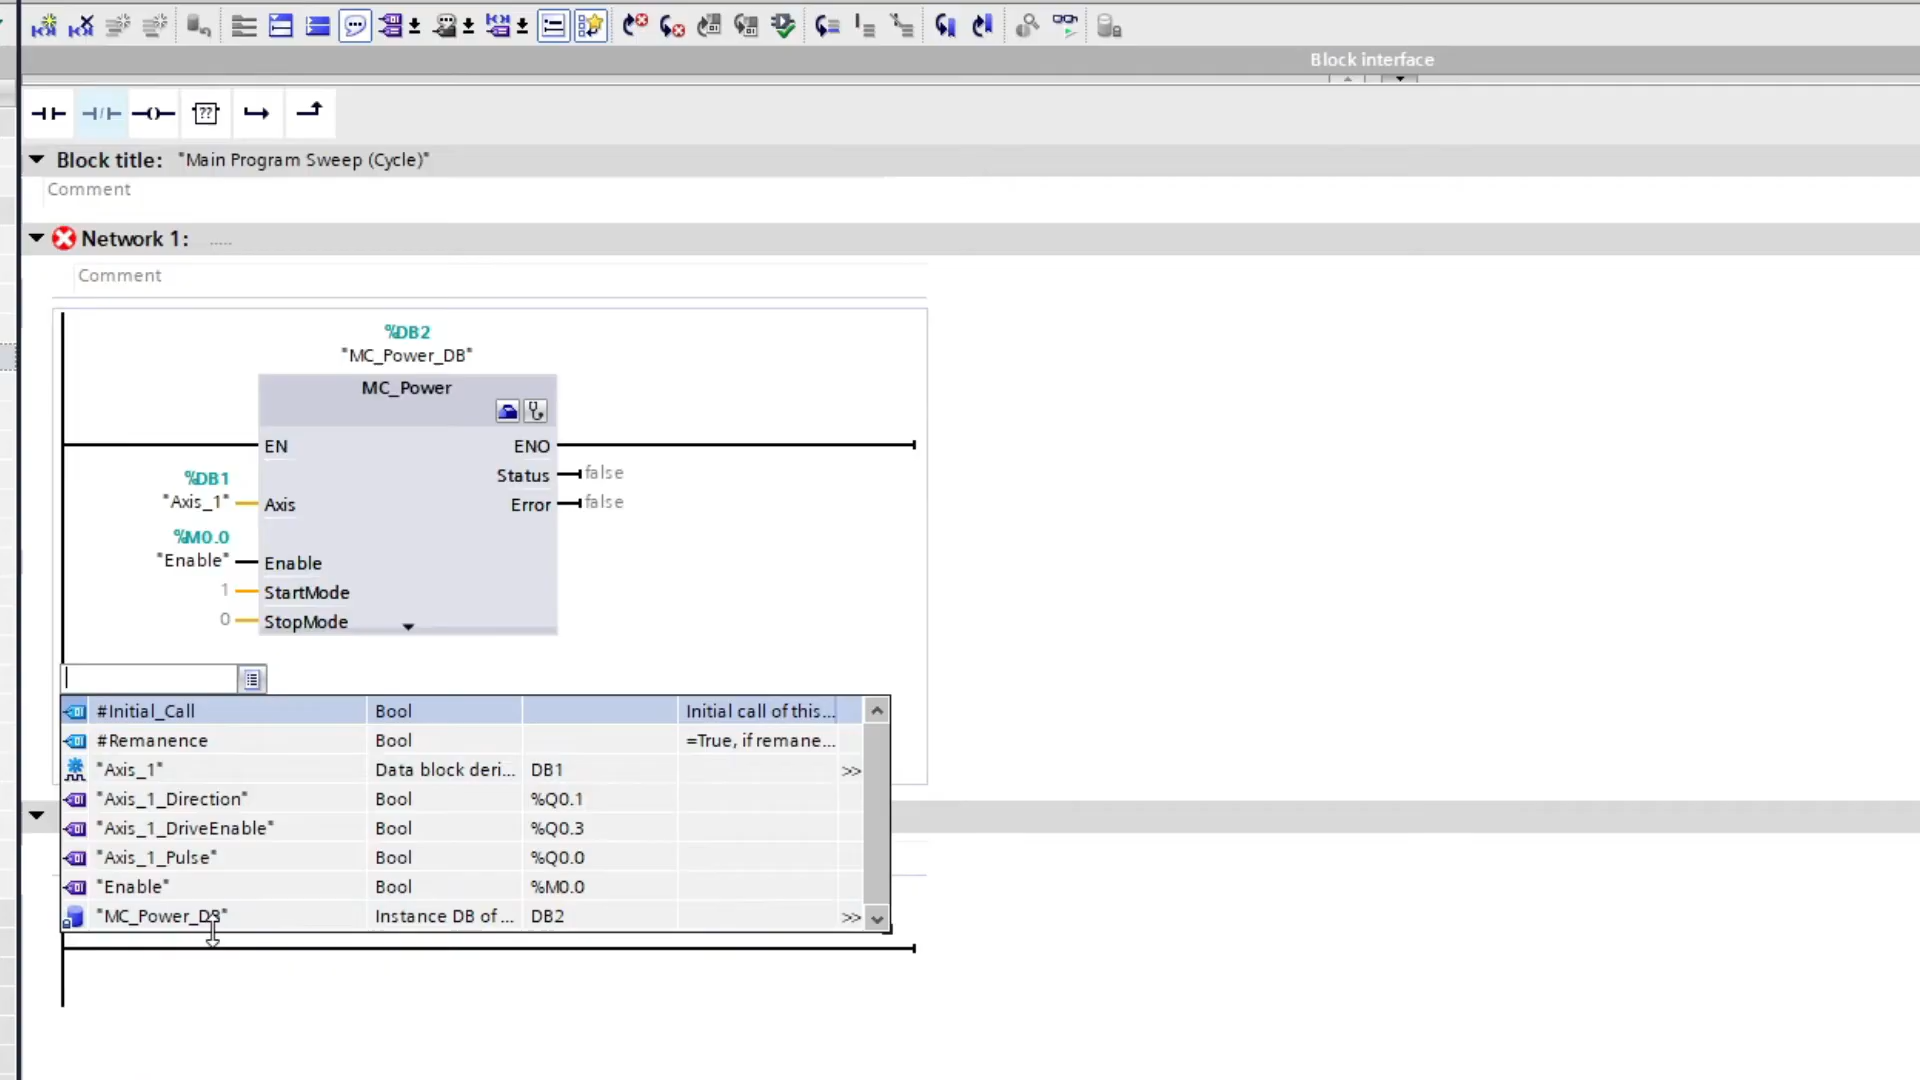 Block interface
??
Block title: "Main Program Sweep (Cycle)"
Comment
Network 1: .....
Comment
%DB2
"MC_Power_DB"
MC_Power
EN ENO
%DB1
"Axis_1" Axis
Status false
Error false
%M0.0
"Enable" Enable
1 StartMode
0 StopMode
#Initial_Call Bool Initial call of this...
#Remanence Bool =True, if remane...
"Axis_1" Data block deri... DB1 >>
"Axis_1_Direction" Bool %Q0.1
"Axis_1_DriveEnable" Bool %Q0.3
"Axis_1_Pulse" Bool %Q0.0
"Enable" Bool %M0.0
"MC_Power_DB" Instance DB of ... DB2 >>